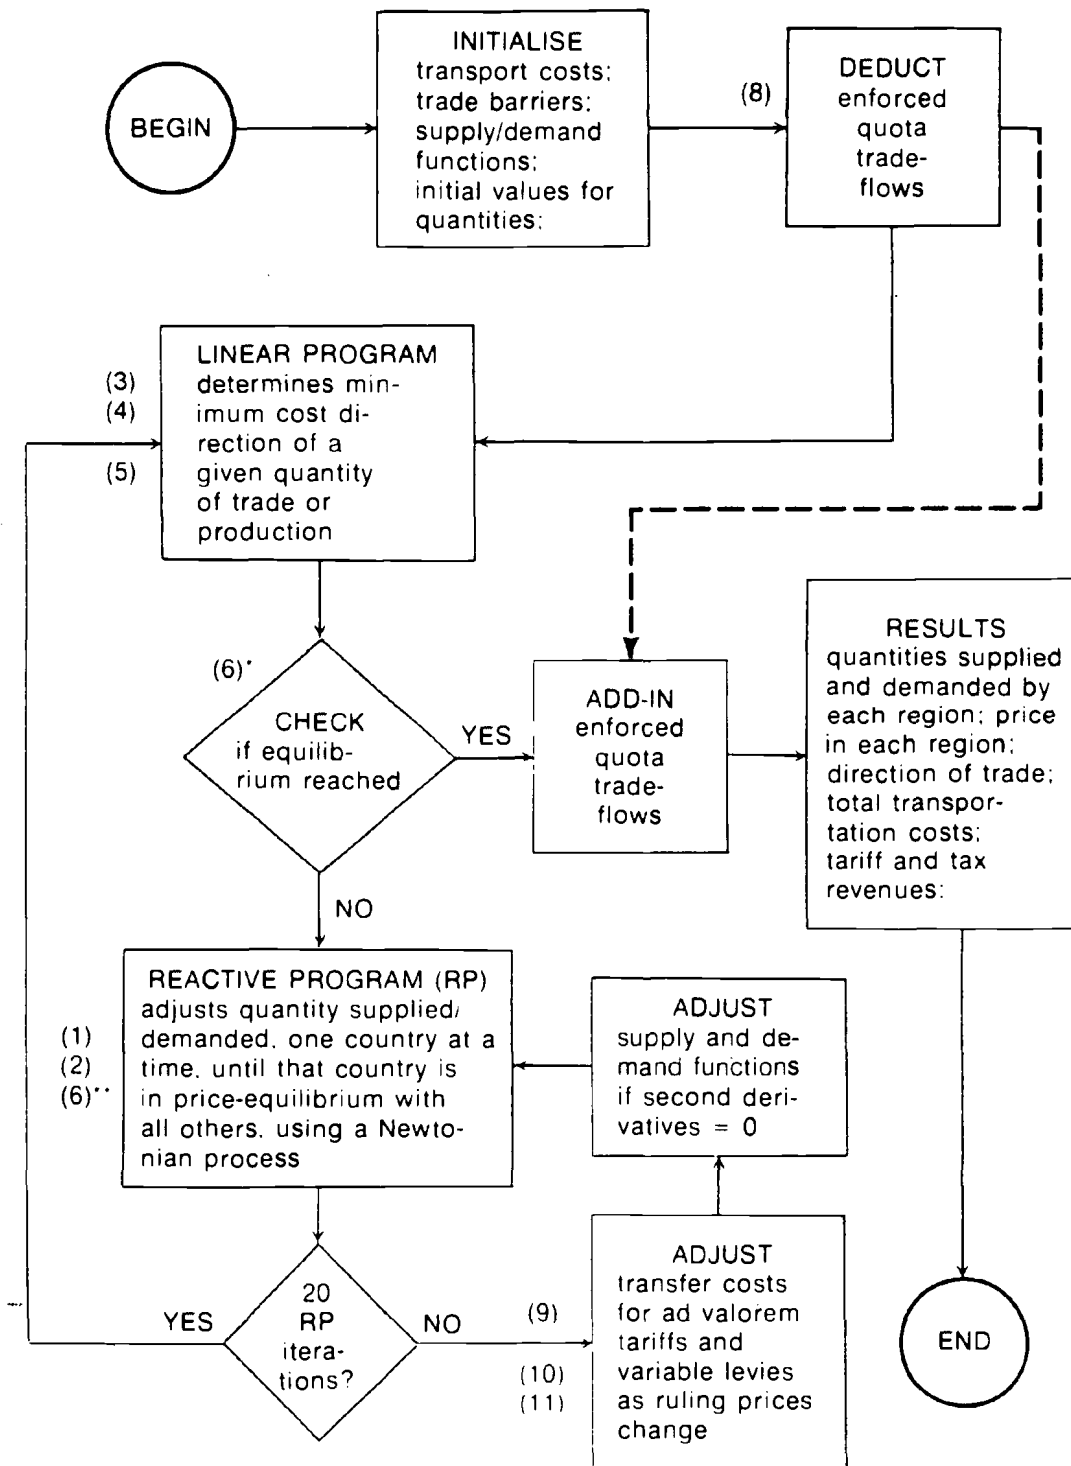 BEGIN
INITIALISE
transport costs;
trade barriers;
supply/demand
functions;
initial values for
quantities;
(8)
DEDUCT
enforced
quota
trade-
flows
(3)
(4)
(5)
LINEAR PROGRAM
determines min-
imum cost di-
rection of a
given quantity
of trade or
production
(6)*
CHECK
if equilib-
rium reached
YES
NO
ADD-IN
enforced
quota
trade-
flows
RESULTS
quantities supplied
and demanded by
each region; price
in each region;
direction of trade;
total transpor-
tation costs;
tariff and tax
revenues:
(1)
(2)
(6)**
REACTIVE PROGRAM (RP)
adjusts quantity supplied/
demanded, one country at a
time, until that country is
in price-equilibrium with
all others, using a Newto-
nian process
ADJUST
supply and de-
mand functions
if second deri-
vatives = 0
20
RP
itera-
tions?
YES
NO
(9)
(10)
(11)
ADJUST
transfer costs
for ad valorem
tariffs and
variable levies
as ruling prices
change
END